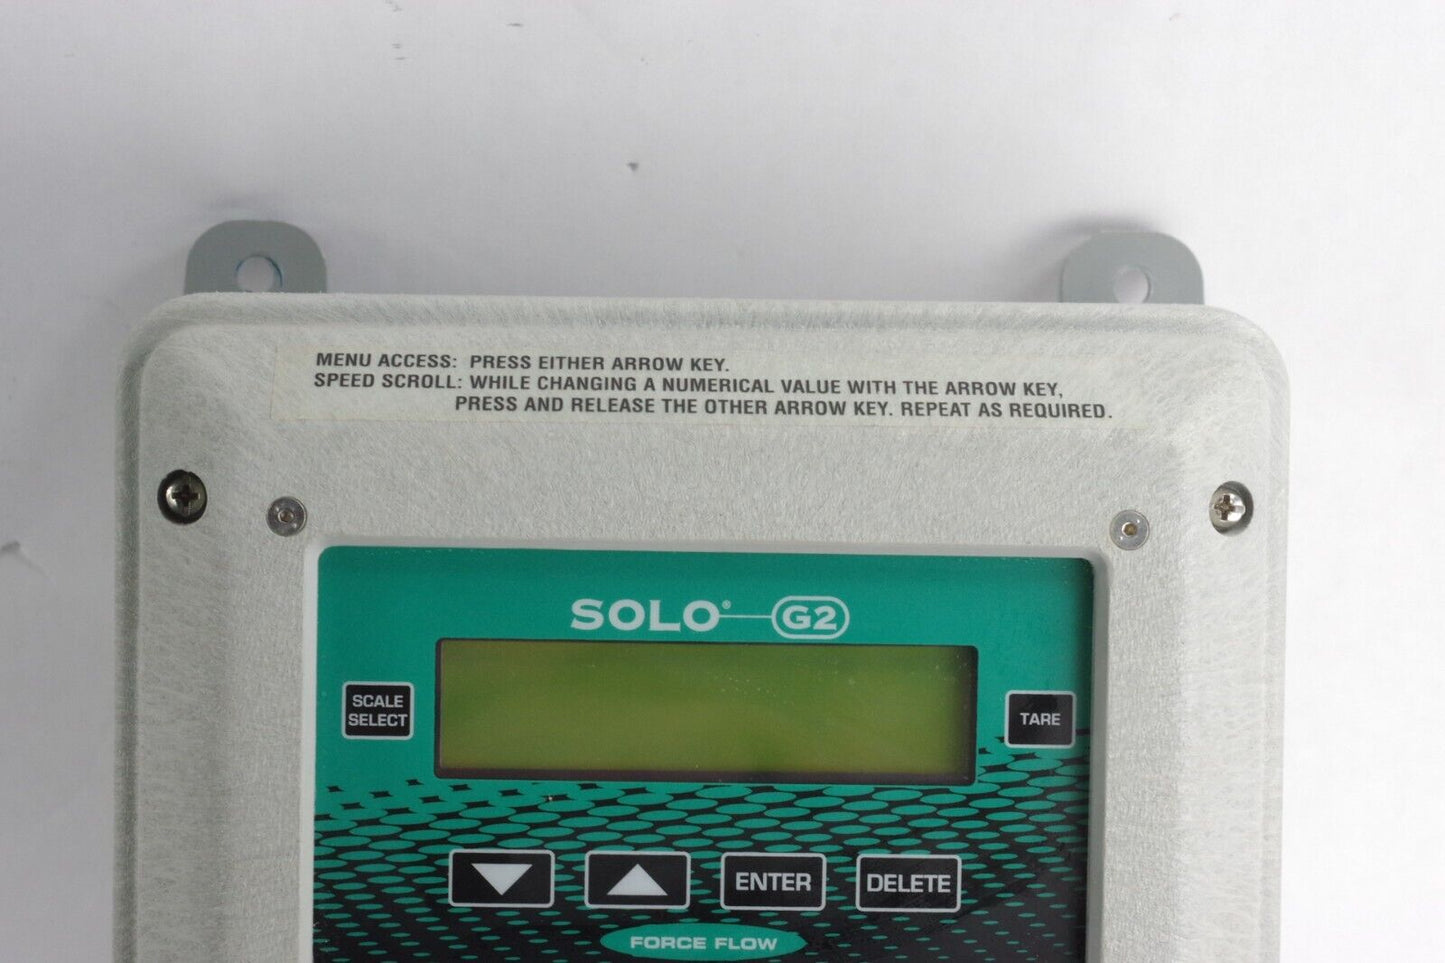 MENU ACCESS: PRESS EITHER ARROW KEY.
SPEED SCROLL: WHILE CHANGING A NUMERICAL VALUE WITH THE ARROW KEY,
PRESS AND RELEASE THE OTHER ARROW KEY. REPEAT AS REQUIRED.
SOLO® G2
SCALE
SELECT
TARE
ENTER
DELETE
FORCE FLOW